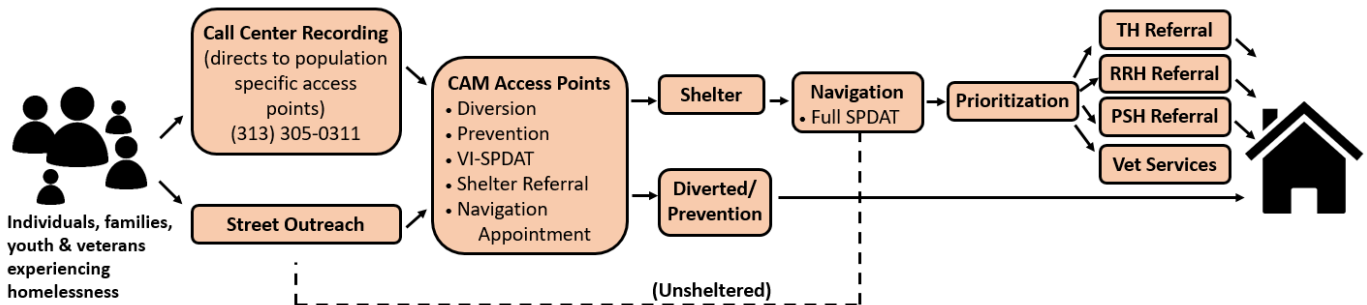 Individuals, families,
youth & veterans
experiencing
homelessness
Call Center Recording
(directs to population
specific access
points)
(313) 305-0311
Street Outreach
CAM Access Points
• Diversion
• Prevention
• VI-SPDAT
• Shelter Referral
• Navigation
Appointment
Shelter
Diverted/
Prevention
Navigation
• Full SPDAT
(Unsheltered)
Prioritization
TH Referral
RRH Referral
PSH Referral
Vet Services